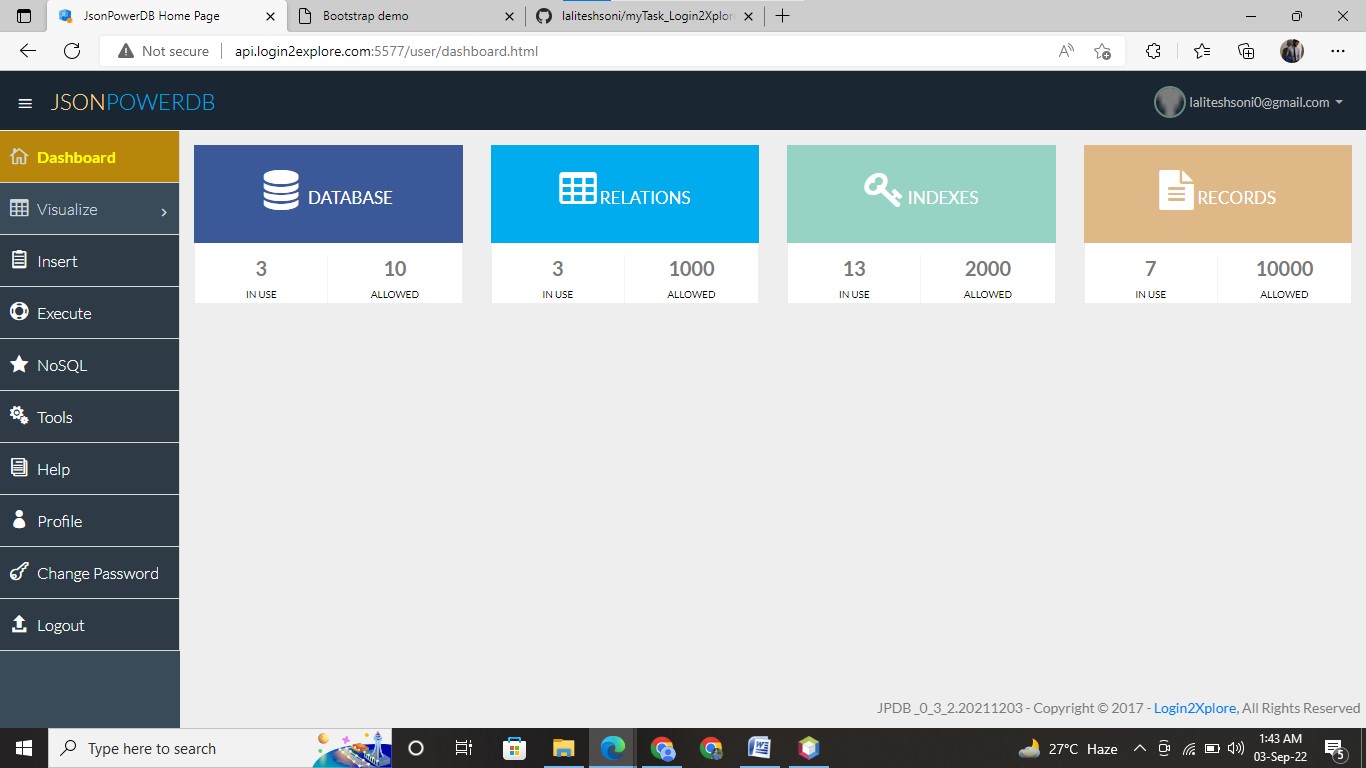 JsonPowerDB Home Page
Bootstrap demo
laliteshsoni/myTask_Login2Xplor
Not secure
api.login2explore.com:5577/user/dashboard.html
JSONPOWERDB
laliteshsoni0@gmail.com
Dashboard
Visualize
Insert
Execute
NoSQL
Tools
Help
Profile
Change Password
Logout
DATABASE
3
IN USE
10
ALLOWED
RELATIONS
3
IN USE
1000
ALLOWED
INDEXES
13
IN USE
2000
ALLOWED
RECORDS
7
IN USE
10000
ALLOWED
JPDB _0_3_2.20211203 - Copyright © 2017 - Login2Xplore, All Rights Reserved
Type here to search
27°C Haze
1:43 AM
03-Sep-22
5